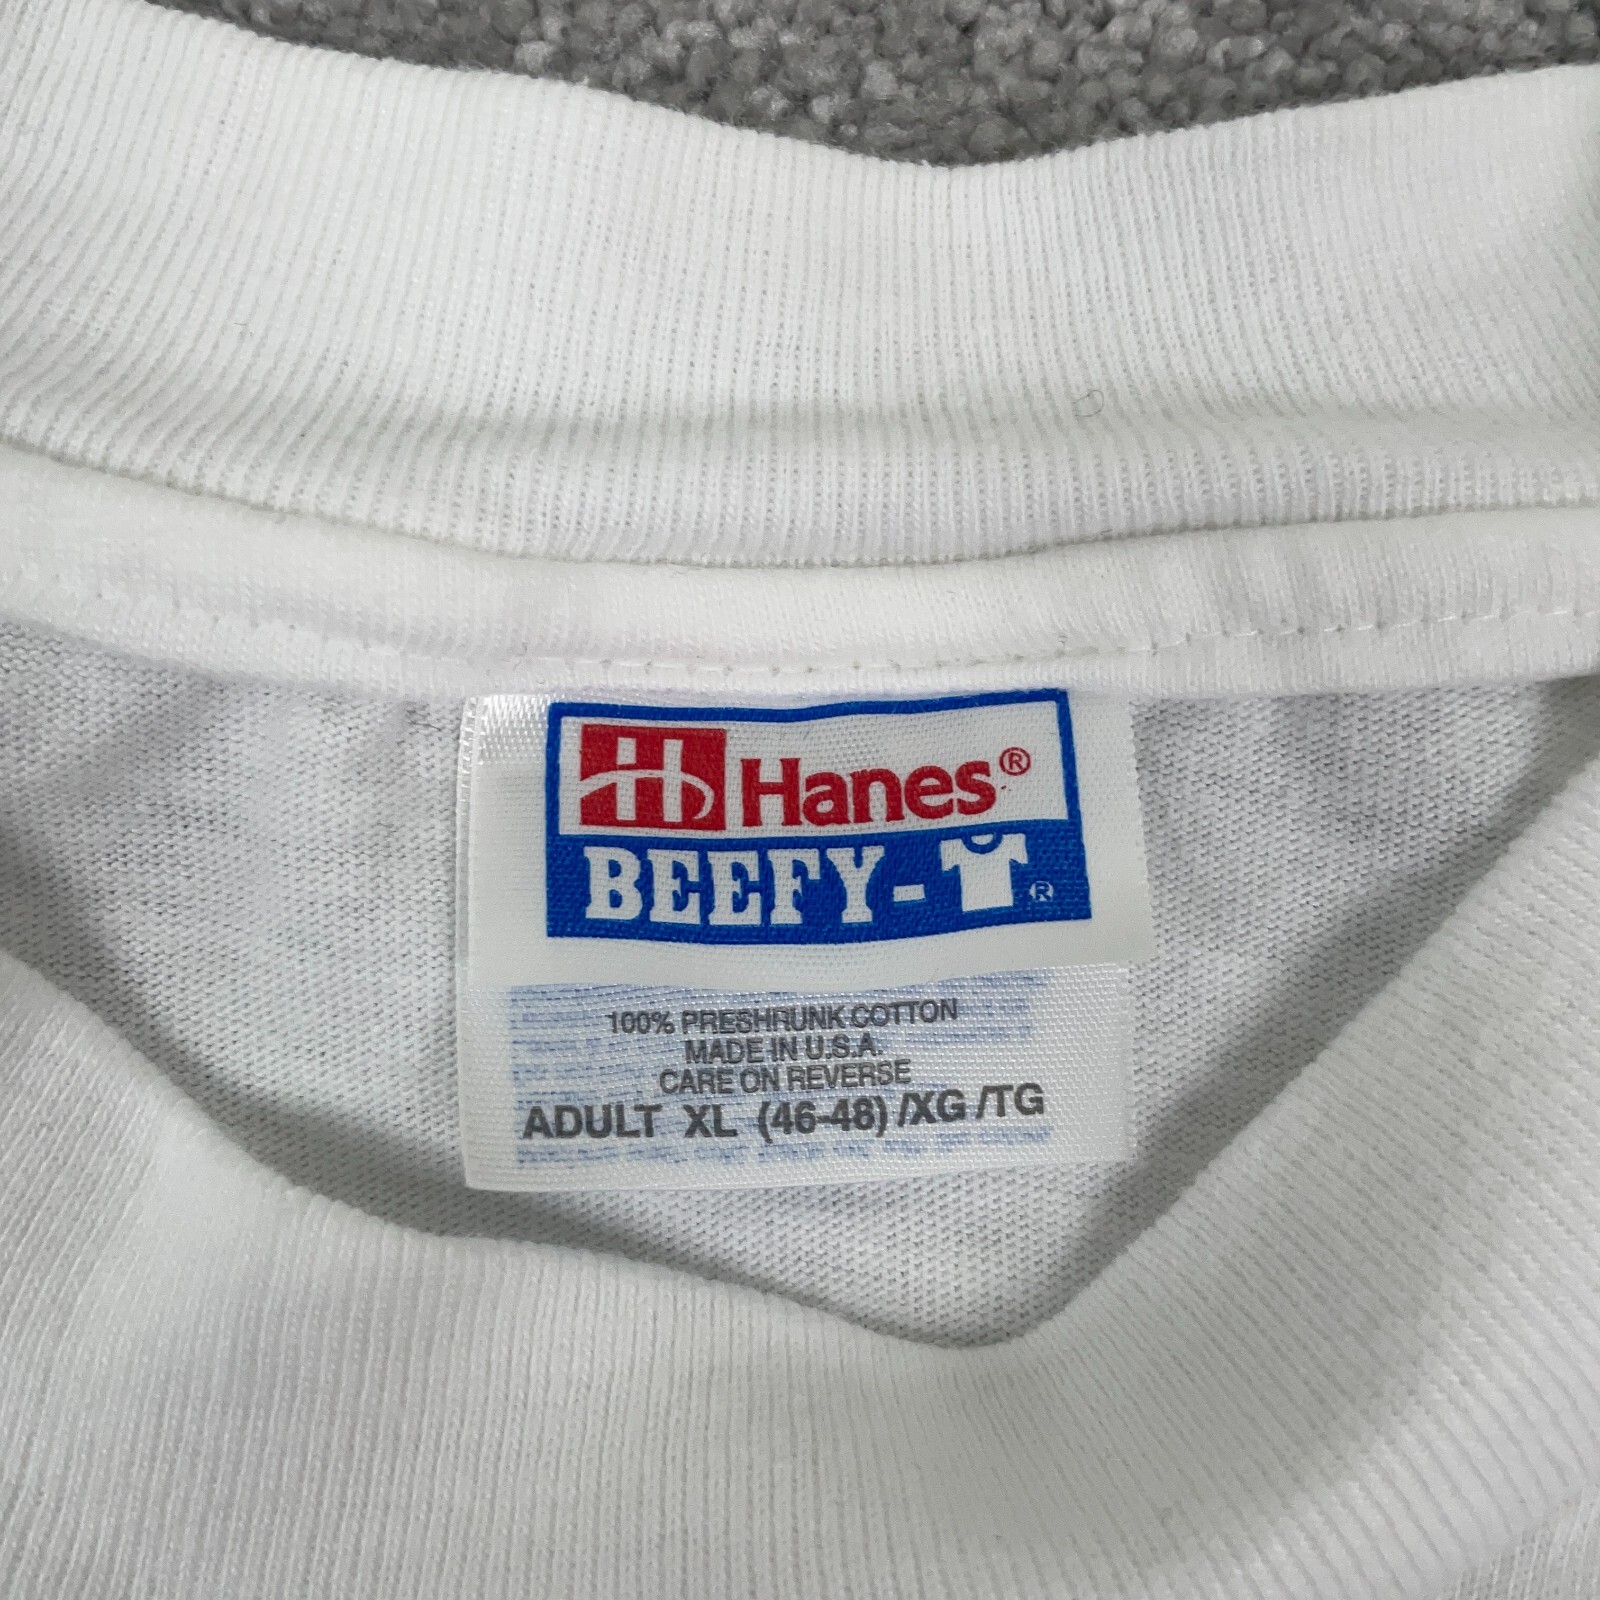 H Hanes®
BEEFY-T®
100% PRESHRUNK COTTON
MADE IN U.S.A.
CARE ON REVERSE
ADULT XL (46-48) /XG /TG